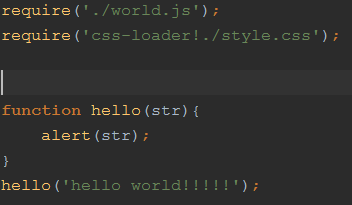 require('./world.js');
require('css-loader!./style.css');
function hello(str){
    alert(str);
}
hello('hello world!!!!!');